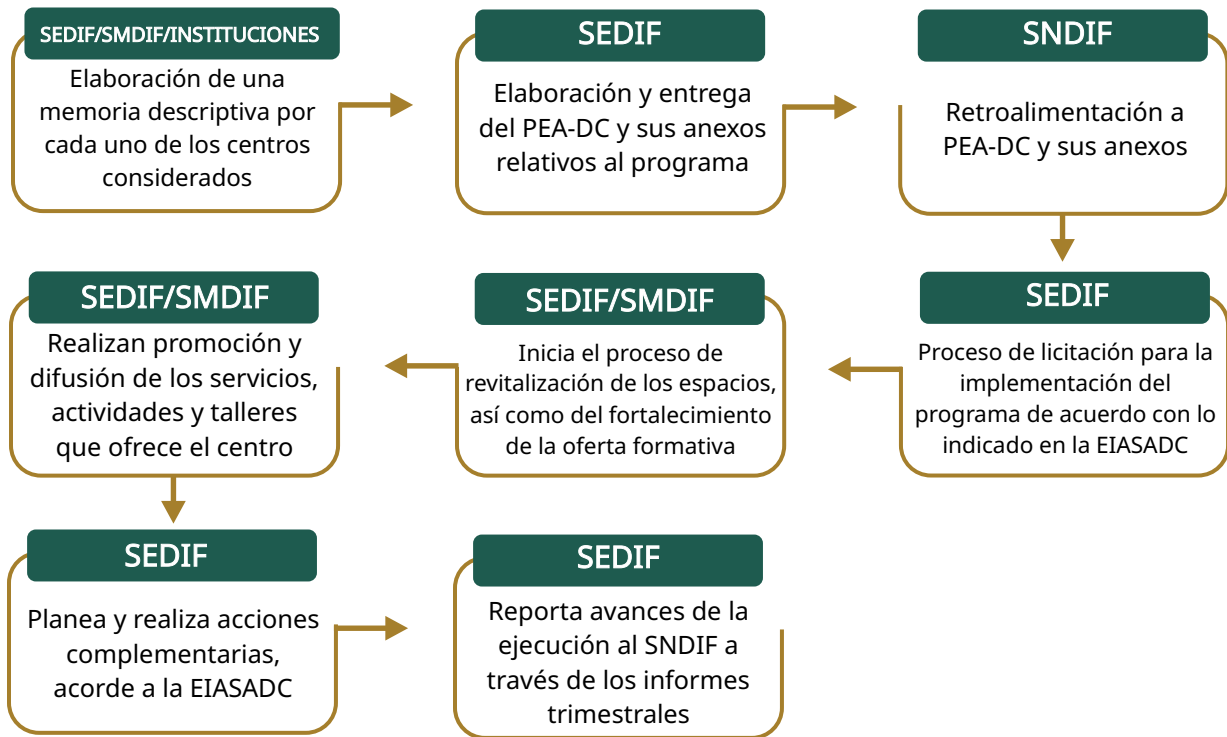 SEDIF/SMDIF/INSTITUCIONES
Elaboración de una
memoria descriptiva por
cada uno de los centros
considerados
SEDIF
Elaboración y entrega
del PEA-DC y sus anexos
relativos al programa
SNDIF
Retroalimentación a
PEA-DC y sus anexos
SEDIF
Proceso de licitación para la
implementación del
programa de acuerdo con lo
indicado en la EIASADC
SEDIF/SMDIF
Inicia el proceso de
revitalización de los espacios,
así como del fortalecimiento
de la oferta formativa
SEDIF/SMDIF
Realizan promoción y
difusión de los servicios,
actividades y talleres
que ofrece el centro
SEDIF
Planea y realiza acciones
complementarias,
acorde a la EIASADC
SEDIF
Reporta avances de la
ejecución al SNDIF a
través de los informes
trimestrales